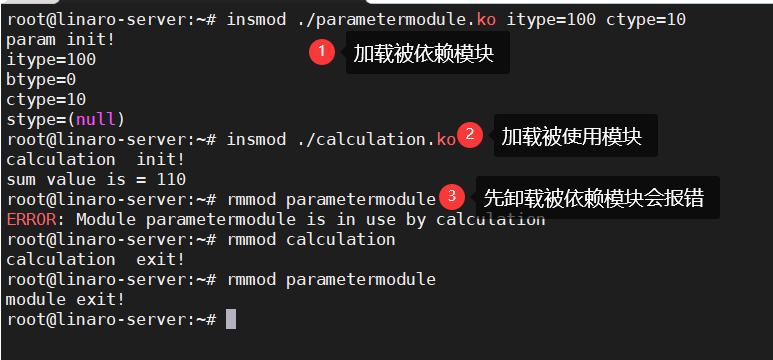 root@linaro-server:~# insmod ./parametermodule.ko itype=100 ctype=10
param init!
1 加载被依赖模块
itype=100
btype=0
ctype=10
stype=(null)
root@linaro-server:~# insmod ./calculation.ko 2 加载被使用模块
calculation  init!
sum value is = 110
root@linaro-server:~# rmmod parametermodule 3 先卸载被依赖模块会报错
ERROR: Module parametermodule is in use by calculation
root@linaro-server:~# rmmod calculation
calculation  exit!
root@linaro-server:~# rmmod parametermodule
module exit!
root@linaro-server:~#